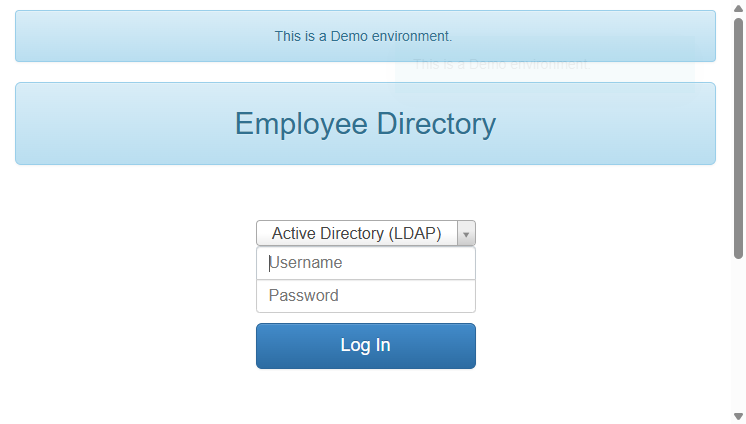 This is a Demo environment.
This is a Demo environment.
Employee Directory
Active Directory (LDAP)
Username
Password
Log In